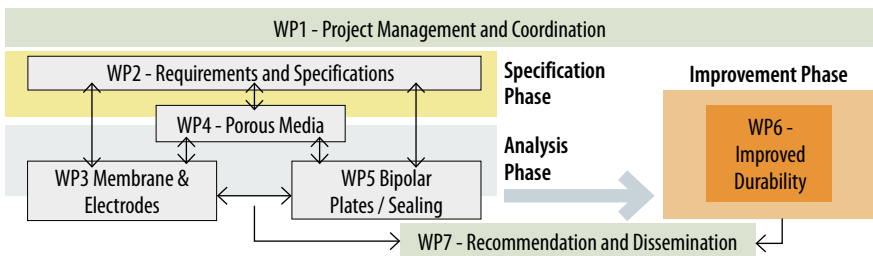 WP1 - Project Management and Coordination
WP2 - Requirements and Specifications
Specification
Phase
Improvement Phase
WP4 - Porous Media
Analysis
Phase
WP6 -
Improved
Durability
WP3 Membrane &
Electrodes
WP5 Bipolar
Plates / Sealing
WP7 - Recommendation and Dissemination